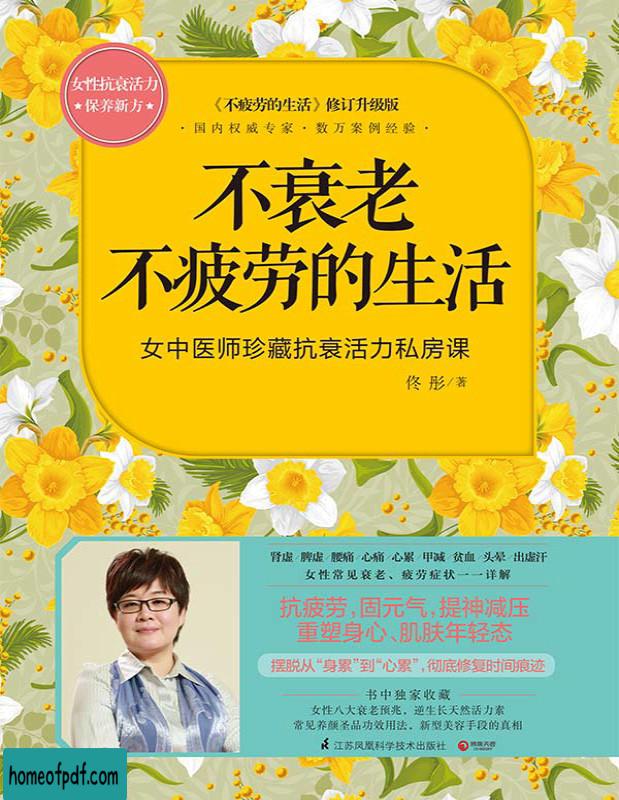 女性抗衰活力
★保养新方★
《不疲劳的生活》修订升级版
·国内权威专家·数万案例经验·
不衰老
不疲劳的生活
女中医师珍藏抗衰活力私房课
佟彤/著
肾虚/脾虚/腰痛/心痛/心累/甲减/贫血/头晕/出虚汗
女性常见衰老、疲劳症状一一详解
抗疲劳,固元气,提神减压
重塑身心、肌肤年轻态
摆脱从“身累”到“心累”,彻底修复时间痕迹
书中独家收藏
女性八大衰老预兆,逆生长天然活力素
常见养颜圣品功效用法,新型美容手段的真相
江苏凤凰科学技术出版社
博集天卷
homeofpdf.com